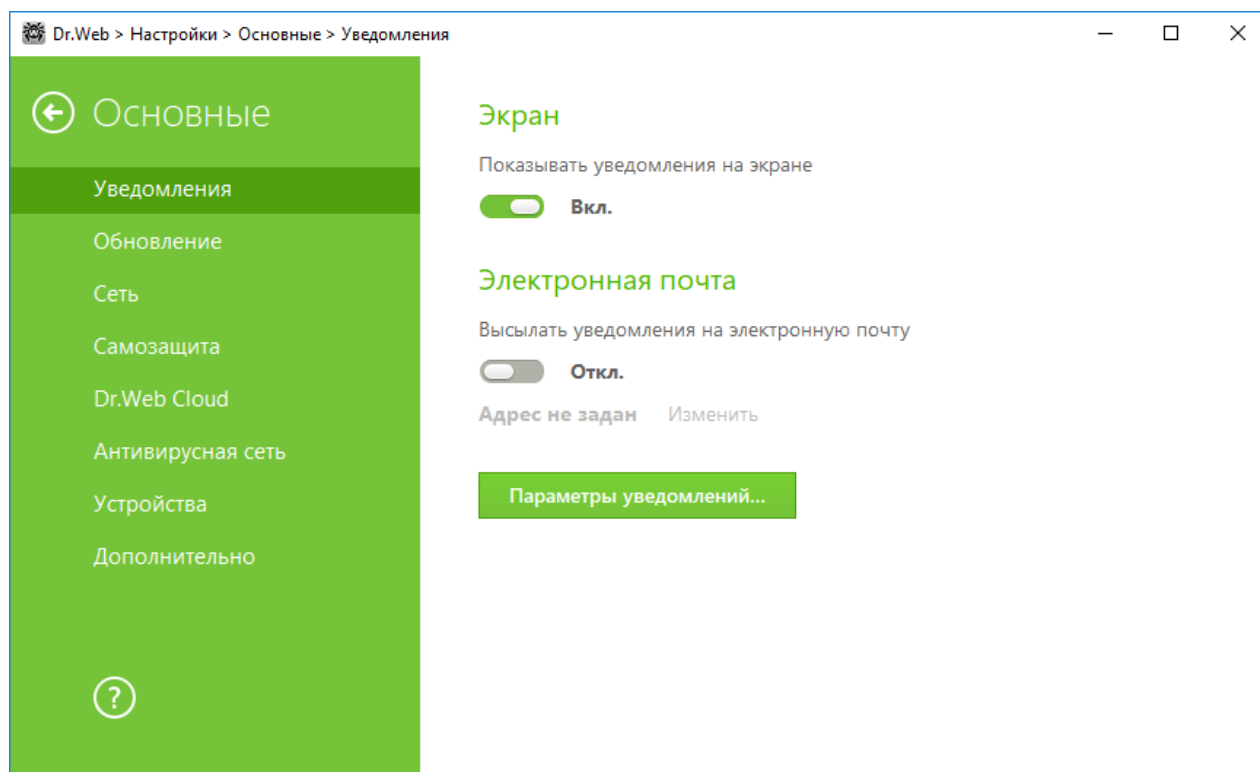 Dr.Web > Настройки > Основные > Уведомления
Основные
Уведомления
Обновление
Сеть
Самозащита
Dr.Web Cloud
Антивирусная сеть
Устройства
Дополнительно
?
Экран
Показывать уведомления на экране
Вкл.
Электронная почта
Высылать уведомления на электронную почту
Откл.
Адрес не задан Изменить
Параметры уведомлений...